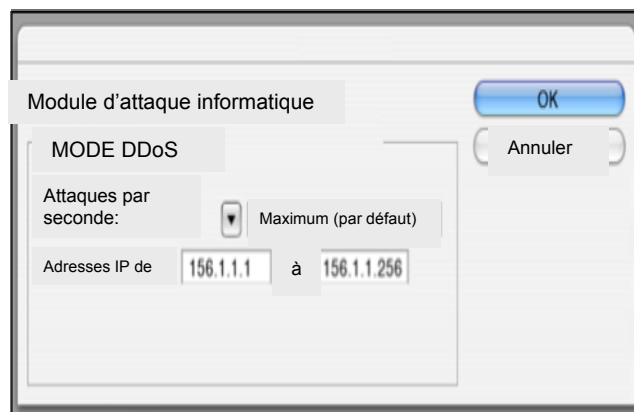 Module d'attaque informatique
OK
MODE DDoS
Annuler
Attaques par
seconde:
Maximum (par défaut)
Adresses IP de
156.1.1.1
à
156.1.1.256